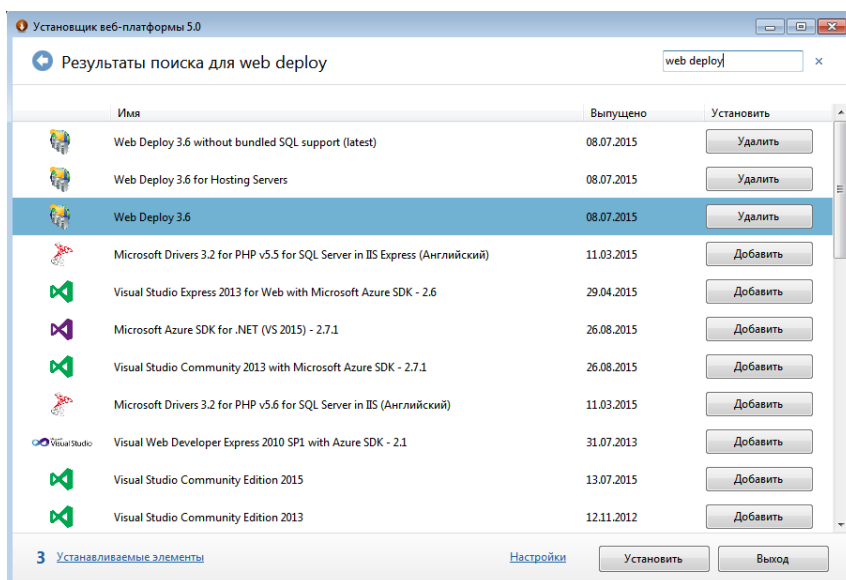 Установщик веб-платформы 5.0
Результаты поиска для web deploy
web deploy
Имя Выпущено Установить
Web Deploy 3.6 without bundled SQL support (latest) 08.07.2015 Удалить
Web Deploy 3.6 for Hosting Servers 08.07.2015 Удалить
Web Deploy 3.6 08.07.2015 Удалить
Microsoft Drivers 3.2 for PHP v5.5 for SQL Server in IIS Express (Английский) 11.03.2015 Добавить
Visual Studio Express 2013 for Web with Microsoft Azure SDK - 2.6 29.04.2015 Добавить
Microsoft Azure SDK for .NET (VS 2015) - 2.7.1 26.08.2015 Добавить
Visual Studio Community 2013 with Microsoft Azure SDK - 2.7.1 26.08.2015 Добавить
Microsoft Drivers 3.2 for PHP v5.6 for SQL Server in IIS (Английский) 11.03.2015 Добавить
Visual Studio Visual Web Developer Express 2010 SP1 with Azure SDK - 2.1 31.07.2013 Добавить
Visual Studio Community Edition 2015 13.07.2015 Добавить
Visual Studio Community Edition 2013 12.11.2012 Добавить
3 Устанавливаемые элементы Настройки Установить Выход